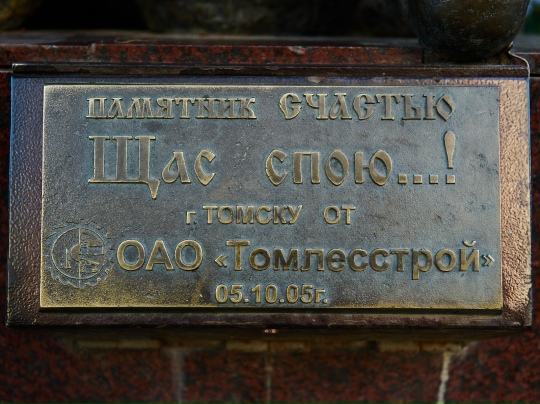 ПАМЯТНИК СЧАСТЬЮ
Щас спою...!
г. ТОМСКУ ОТ
ОАО «Томлесстрой»
05.10.05г.